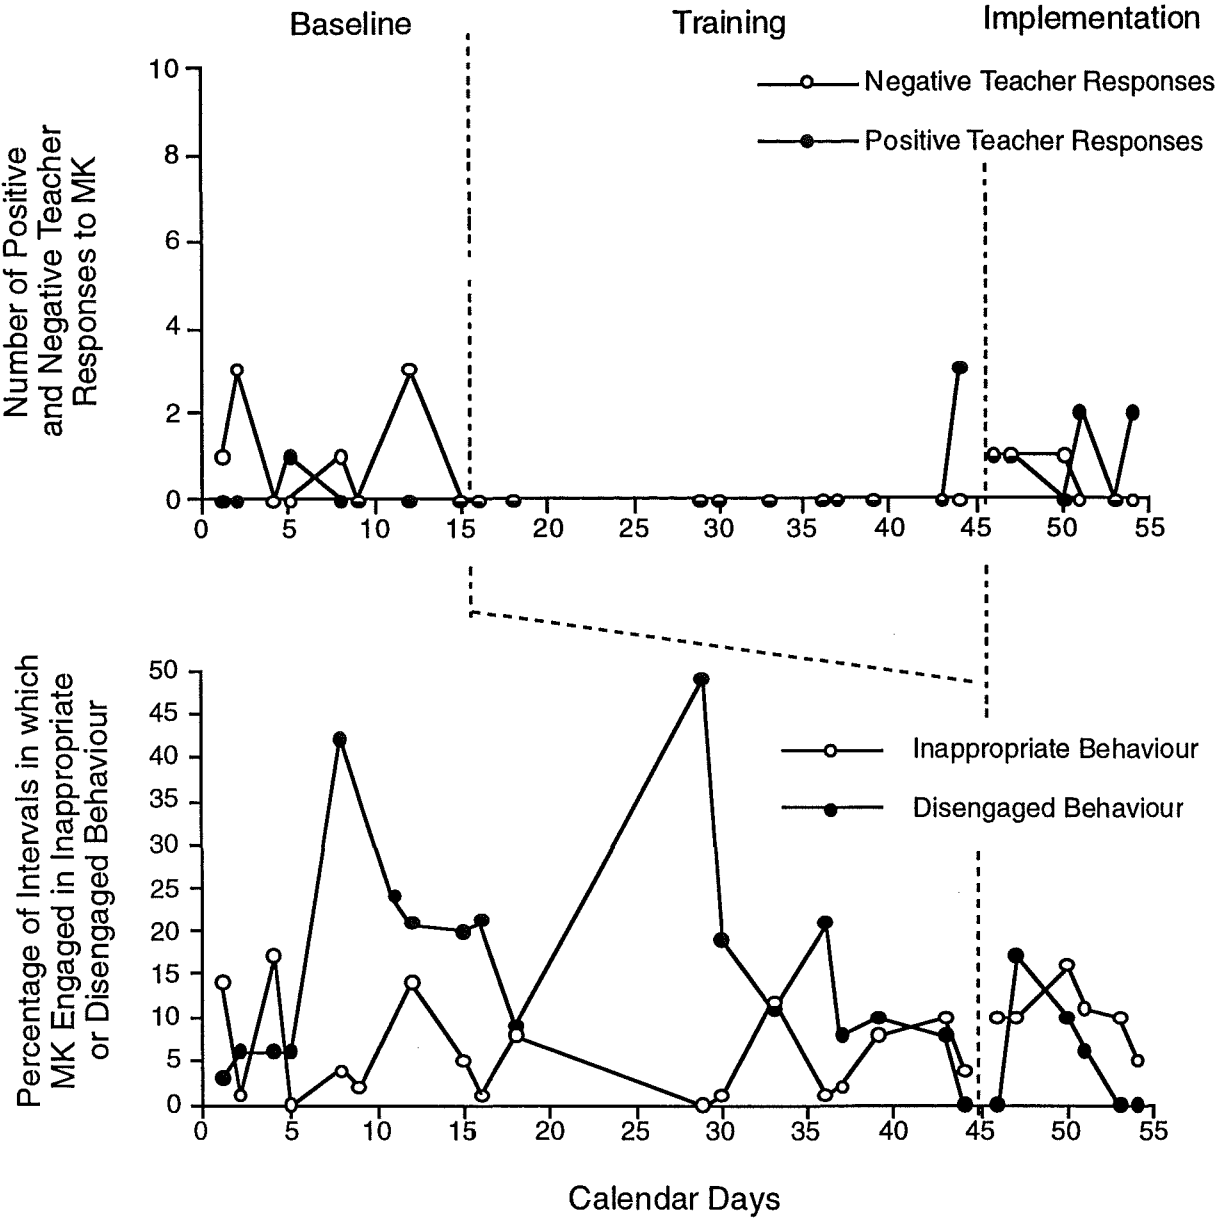 Baseline
Training
Implementation
Negative Teacher Responses
Positive Teacher Responses
Number of Positive
and Negative Teacher
Responses to MK
10
8
6
4
2
0
0 5 10 15 20 25 30 35 40 45 50 55
Inappropriate Behaviour
Disengaged Behaviour
Percentage of Intervals in which
MK Engaged in Inappropriate
or Disengaged Behaviour
50
45
40
35
30
25
20
15
10
5
0
0 5 10 15 20 25 30 35 40 45 50 55
Calendar Days